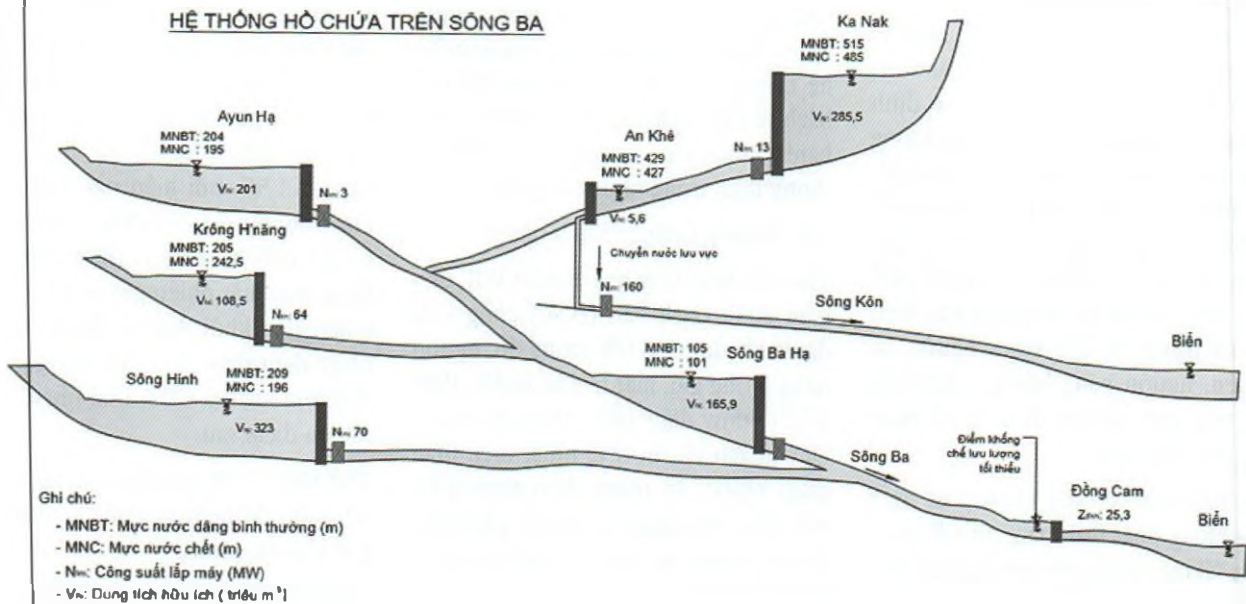 HỆ THỐNG HỒ CHỨA TRÊN SÔNG BA
Ka Nak
MNBT: 515
MNC : 485
Vhi: 285,5
Nlm: 13
An Khê
MNBT: 429
MNC : 427
Vhi: 5,6
Chuyển nước lưu vực
Nlm: 160
Sông Kôn
Biển
Ayun Hạ
MNBT: 204
MNC : 195
Vhi: 201
Nlm: 3
Krông H'năng
MNBT: 205
MNC : 242,5
Vhi: 108,5
Nlm: 64
Sông Hinh
MNBT: 209
MNC : 196
Vhi: 323
Nlm: 70
Sông Ba Hạ
MNBT: 105
MNC : 101
Vhi: 165,9
Sông Ba
Điểm khống
chế lưu lượng
tối thiểu
Đồng Cam
25,3
Biển
Ghi chú:
- MNBT: Mực nước dâng bình thường (m)
- MNC: Mực nước chết (m)
- Nlm: Công suất lắp máy (MW)
- Vhi: Dung tích hữu ích ( triệu m³)